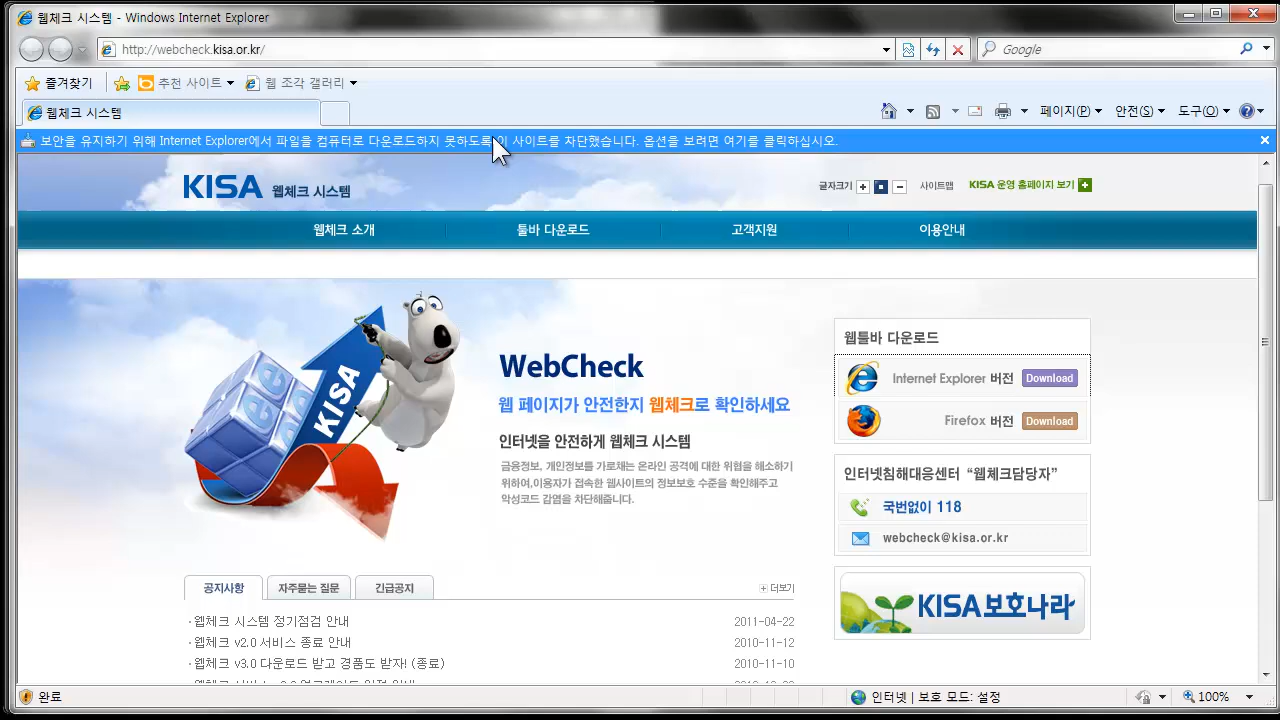 웹체크 시스템 - Windows Internet Explorer
http://webcheck.kisa.or.kr/
Google
즐겨찾기
추천 사이트
웹 조각 갤러리
웹체크 시스템
페이지(P)
안전(S)
도구(O)
보안을 유지하기 위해 Internet Explorer에서 파일을 컴퓨터로 다운로드하지 못하도록 이 사이트를 차단했습니다. 옵션을 보려면 여기를 클릭하십시오.
KISA 웹체크 시스템
글자크기
사이트맵
KISA 운영 홈페이지 보기
웹체크 소개
툴바 다운로드
고객지원
이용안내
KISA
WebCheck
웹 페이지가 안전한지 웹체크로 확인하세요
인터넷을 안전하게 웹체크 시스템
금융정보, 개인정보를 가로채는 온라인 공격에 대한 위협을 해소하기
위하여,이용자가 접속한 웹사이트의 정보보호 수준을 확인해주고
악성코드 감염을 차단해줍니다.
웹툴바 다운로드
Internet Explorer 버전 Download
Firefox 버전 Download
인터넷침해대응센터 “웹체크담당자”
국번없이 118
webcheck@kisa.or.kr
KISA보호나라
공지사항
자주묻는 질문
긴급공지
더보기
웹체크 시스템 정기점검 안내 2011-04-22
웹체크 v2.0 서비스 종료 안내 2010-11-12
웹체크 v3.0 다운로드 받고 경품도 받자! (종료) 2010-11-10
완료
인터넷 | 보호 모드: 설정
100%